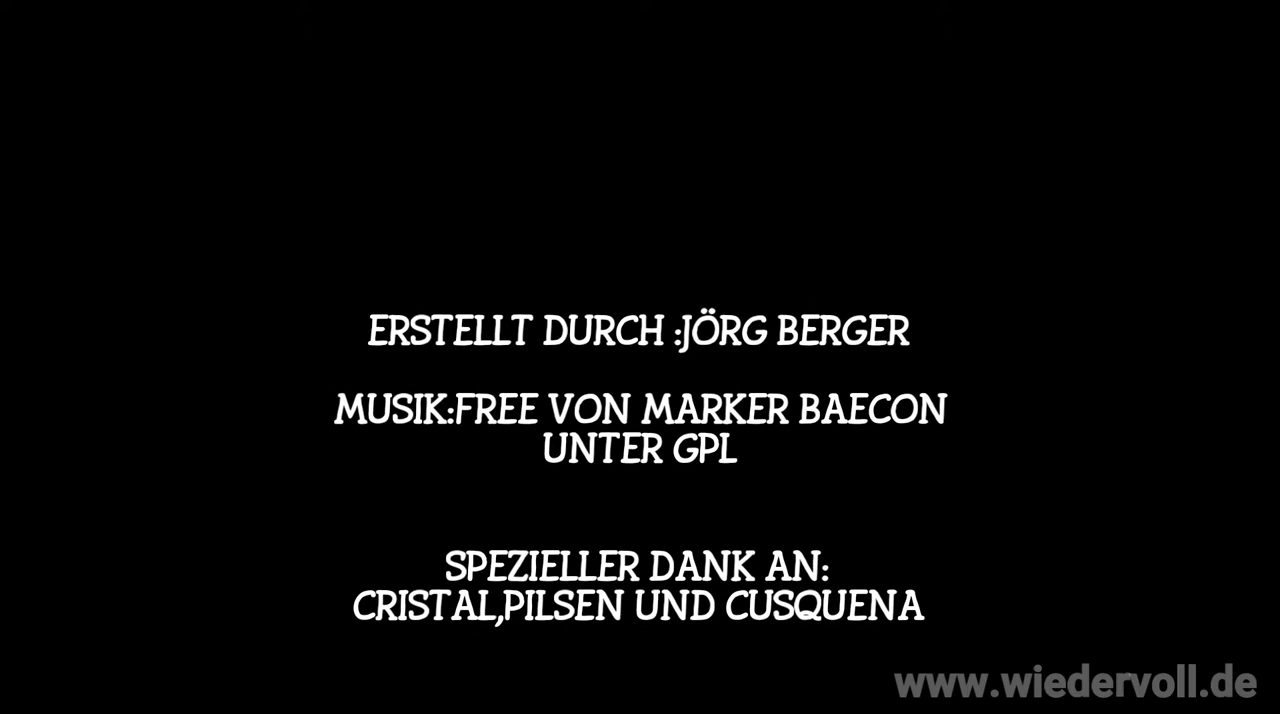 ERSTELLT DURCH :JÖRG BERGER
MUSIK:FREE VON MARKER BAECON
UNTER GPL
SPEZIELLER DANK AN:
CRISTAL,PILSEN UND CUSQUENA
www.wiedervoll.de